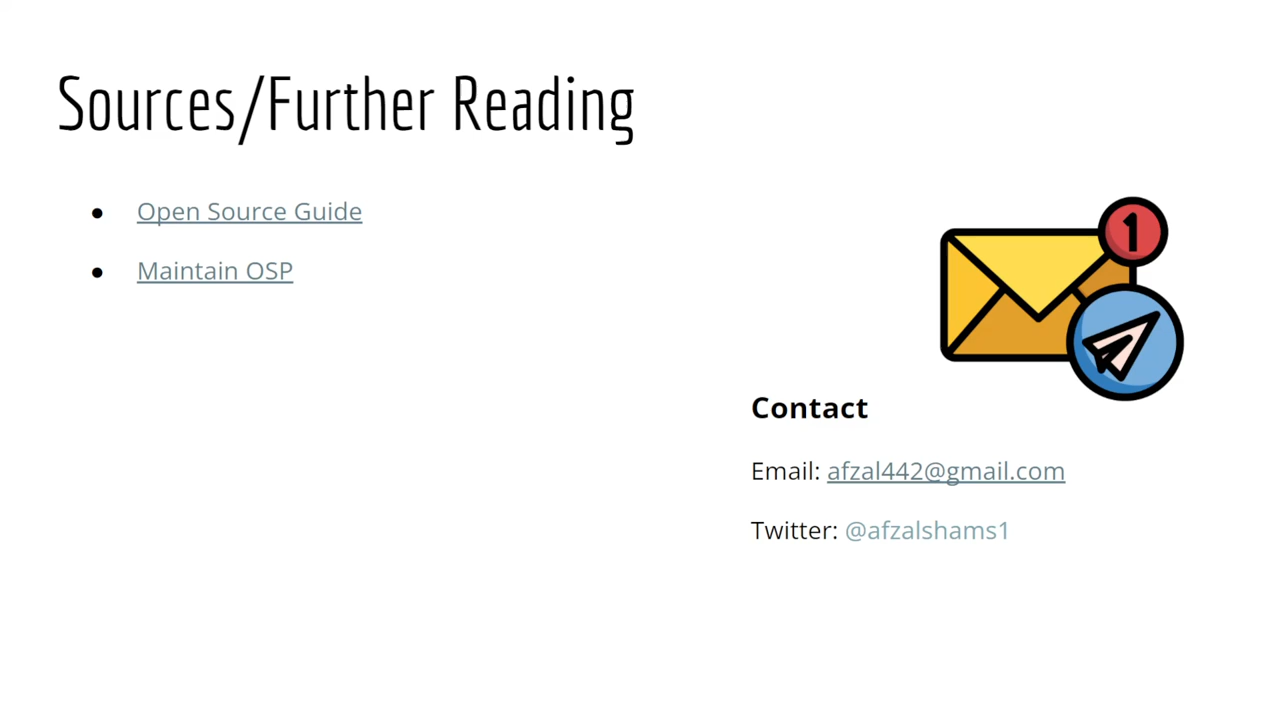 Sources/Further Reading
Open Source Guide
Maintain OSP
1
Contact
Email: afzal442@gmail.com
Twitter: @afzalshams1